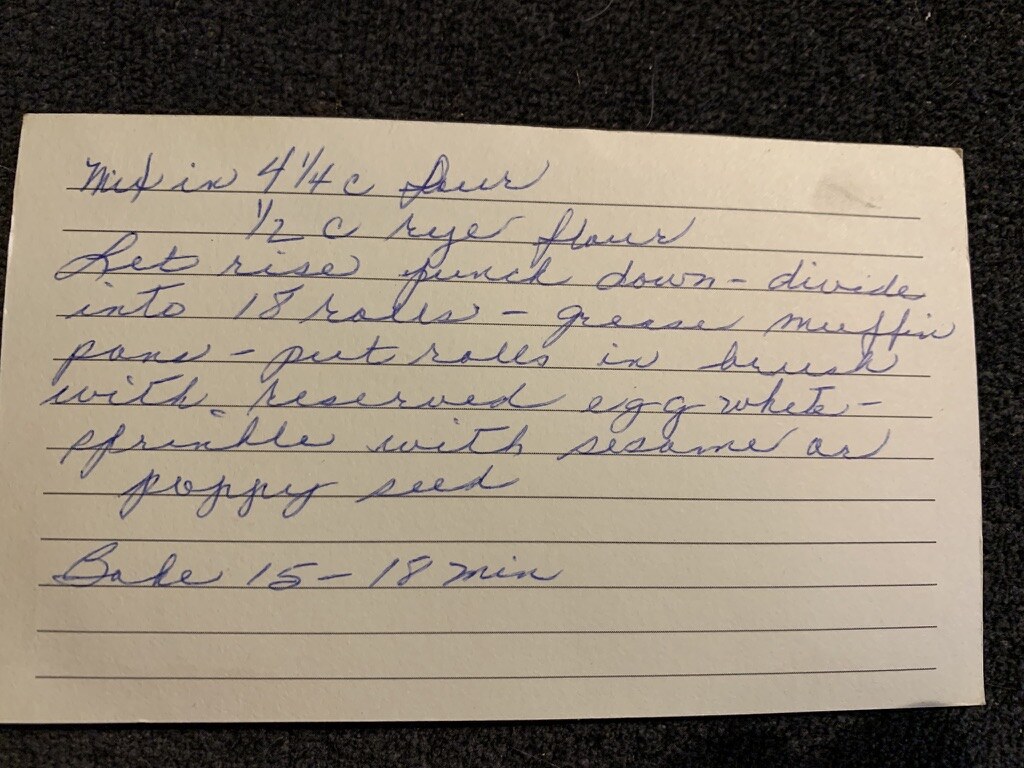 Mix in 4 1/4 c flour
1/2 c rye flour
Let rise punch down - divide
into 18 rolls - grease muffin
pans - put rolls in brush
with reserved egg white -
sprinkle with sesame or
poppy seed
Bake 15 - 18 min